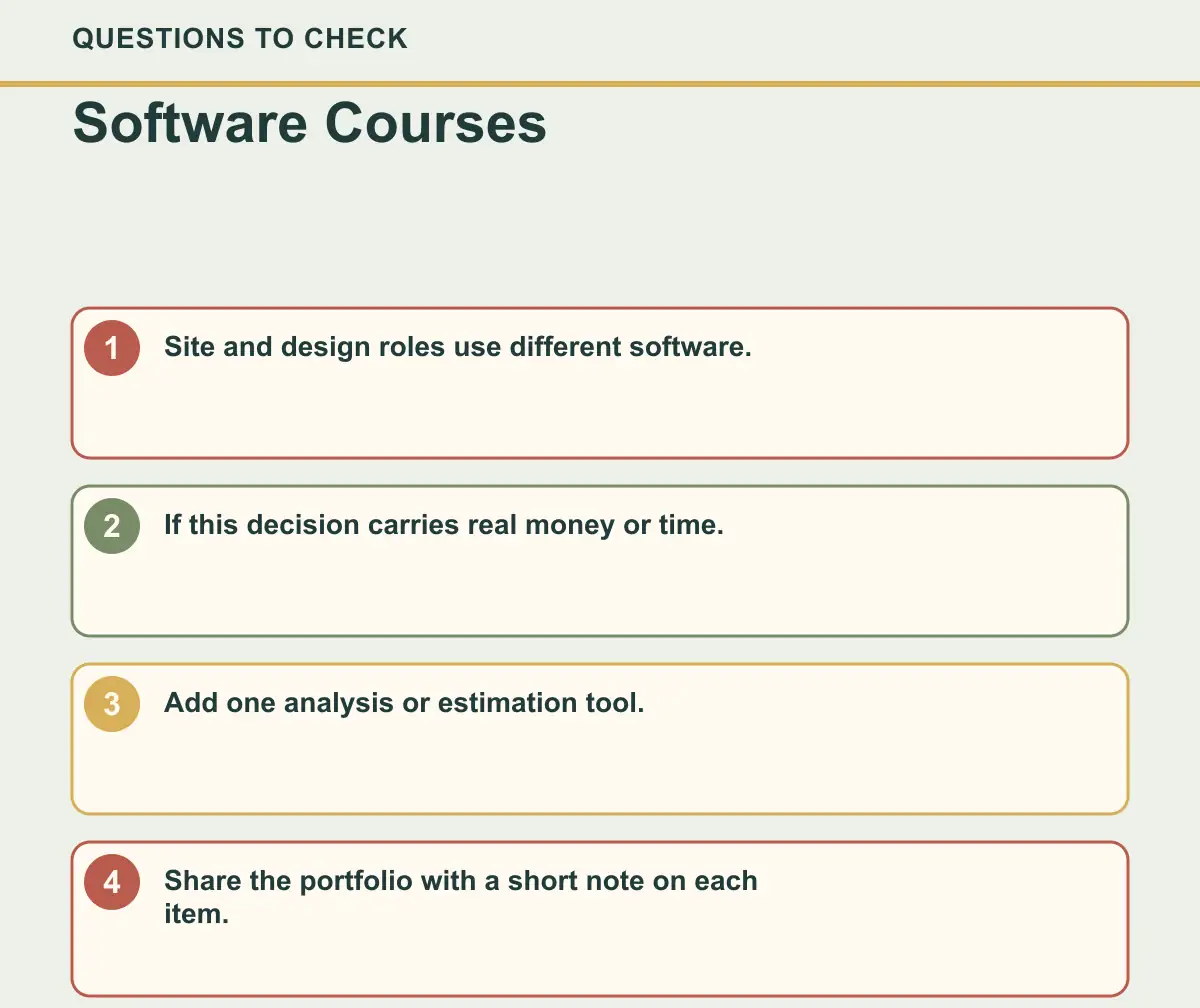 QUESTIONS TO CHECK
Software Courses
1
Site and design roles use different software.
2
If this decision carries real money or time.
3
Add one analysis or estimation tool.
4
Share the portfolio with a short note on each
item.